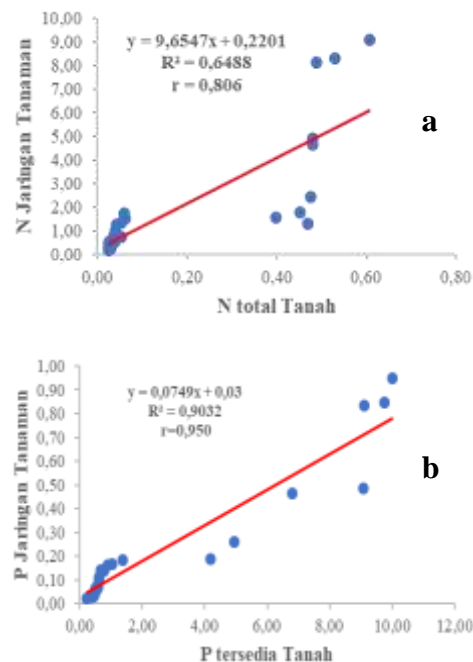 10,00
9,00
8,00
7,00
6,00
5,00
4,00
3,00
2,00
1,00
0,00
N Jaringan Tanaman
y = 9,6547x + 0,2201
R² = 0,6488
r = 0,806
a
0,00 0,20 0,40 0,60 0,80
N total Tanah
1,00
0,90
0,80
0,70
0,60
0,50
0,40
0,30
0,20
0,10
0,00
P Jaringan Tanaman
y = 0,0749x + 0,03
R² = 0,9032
r=0,950
b
0,00 2,00 4,00 6,00 8,00 10,00 12,00
P tersedia Tanah